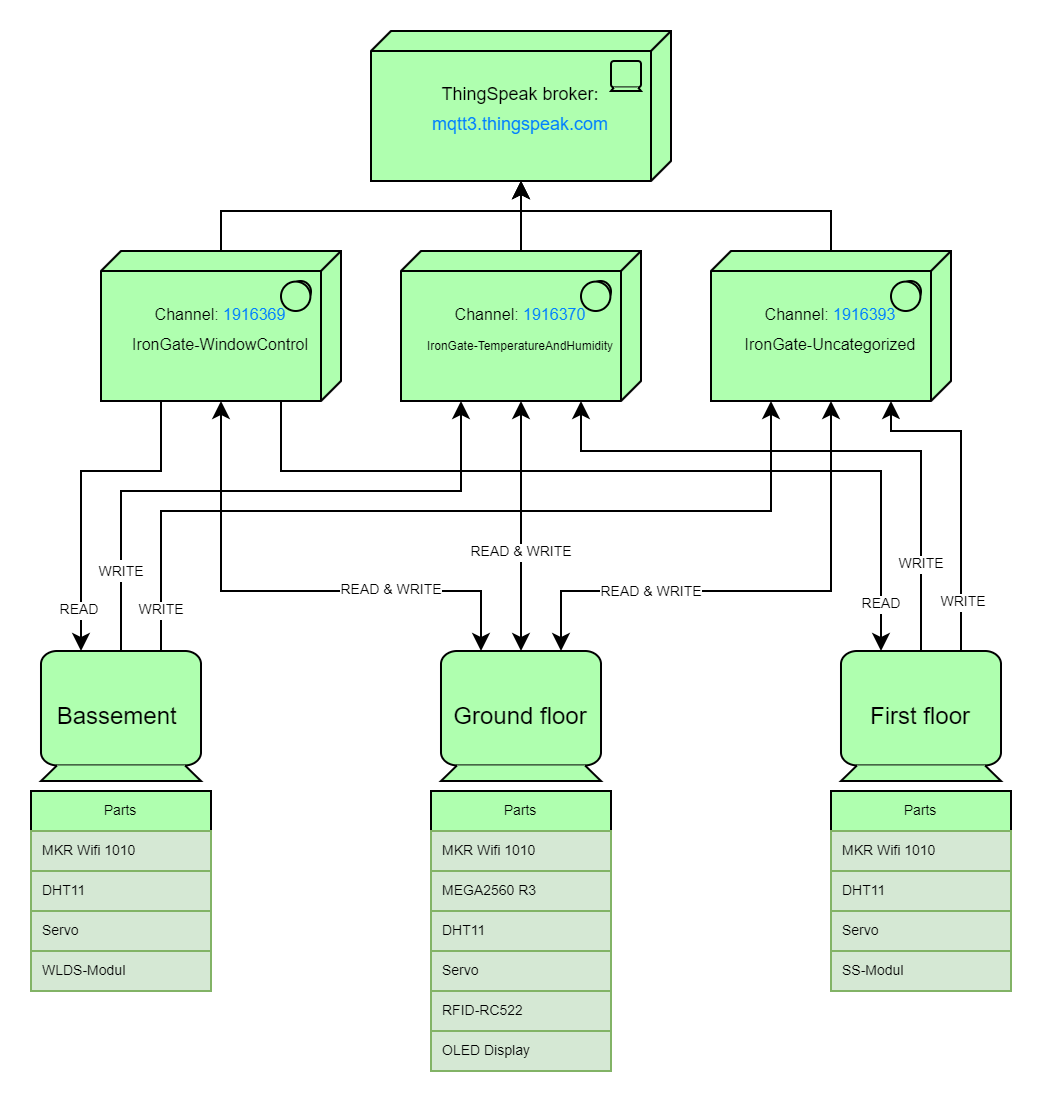 ThingSpeak broker:
mqtt3.thingspeak.com
Channel: 1916369
IronGate-WindowControl
Channel: 1916370
IronGate-TemperatureAndHumidity
Channel: 1916393
IronGate-Uncategorized
READ
WRITE
WRITE
READ & WRITE
READ & WRITE
READ & WRITE
READ
WRITE
WRITE
Bassement
Ground floor
First floor
Parts
MKR Wifi 1010
DHT11
Servo
WLDS-Modul
Parts
MKR Wifi 1010
MEGA2560 R3
DHT11
Servo
RFID-RC522
OLED Display
Parts
MKR Wifi 1010
DHT11
Servo
SS-Modul